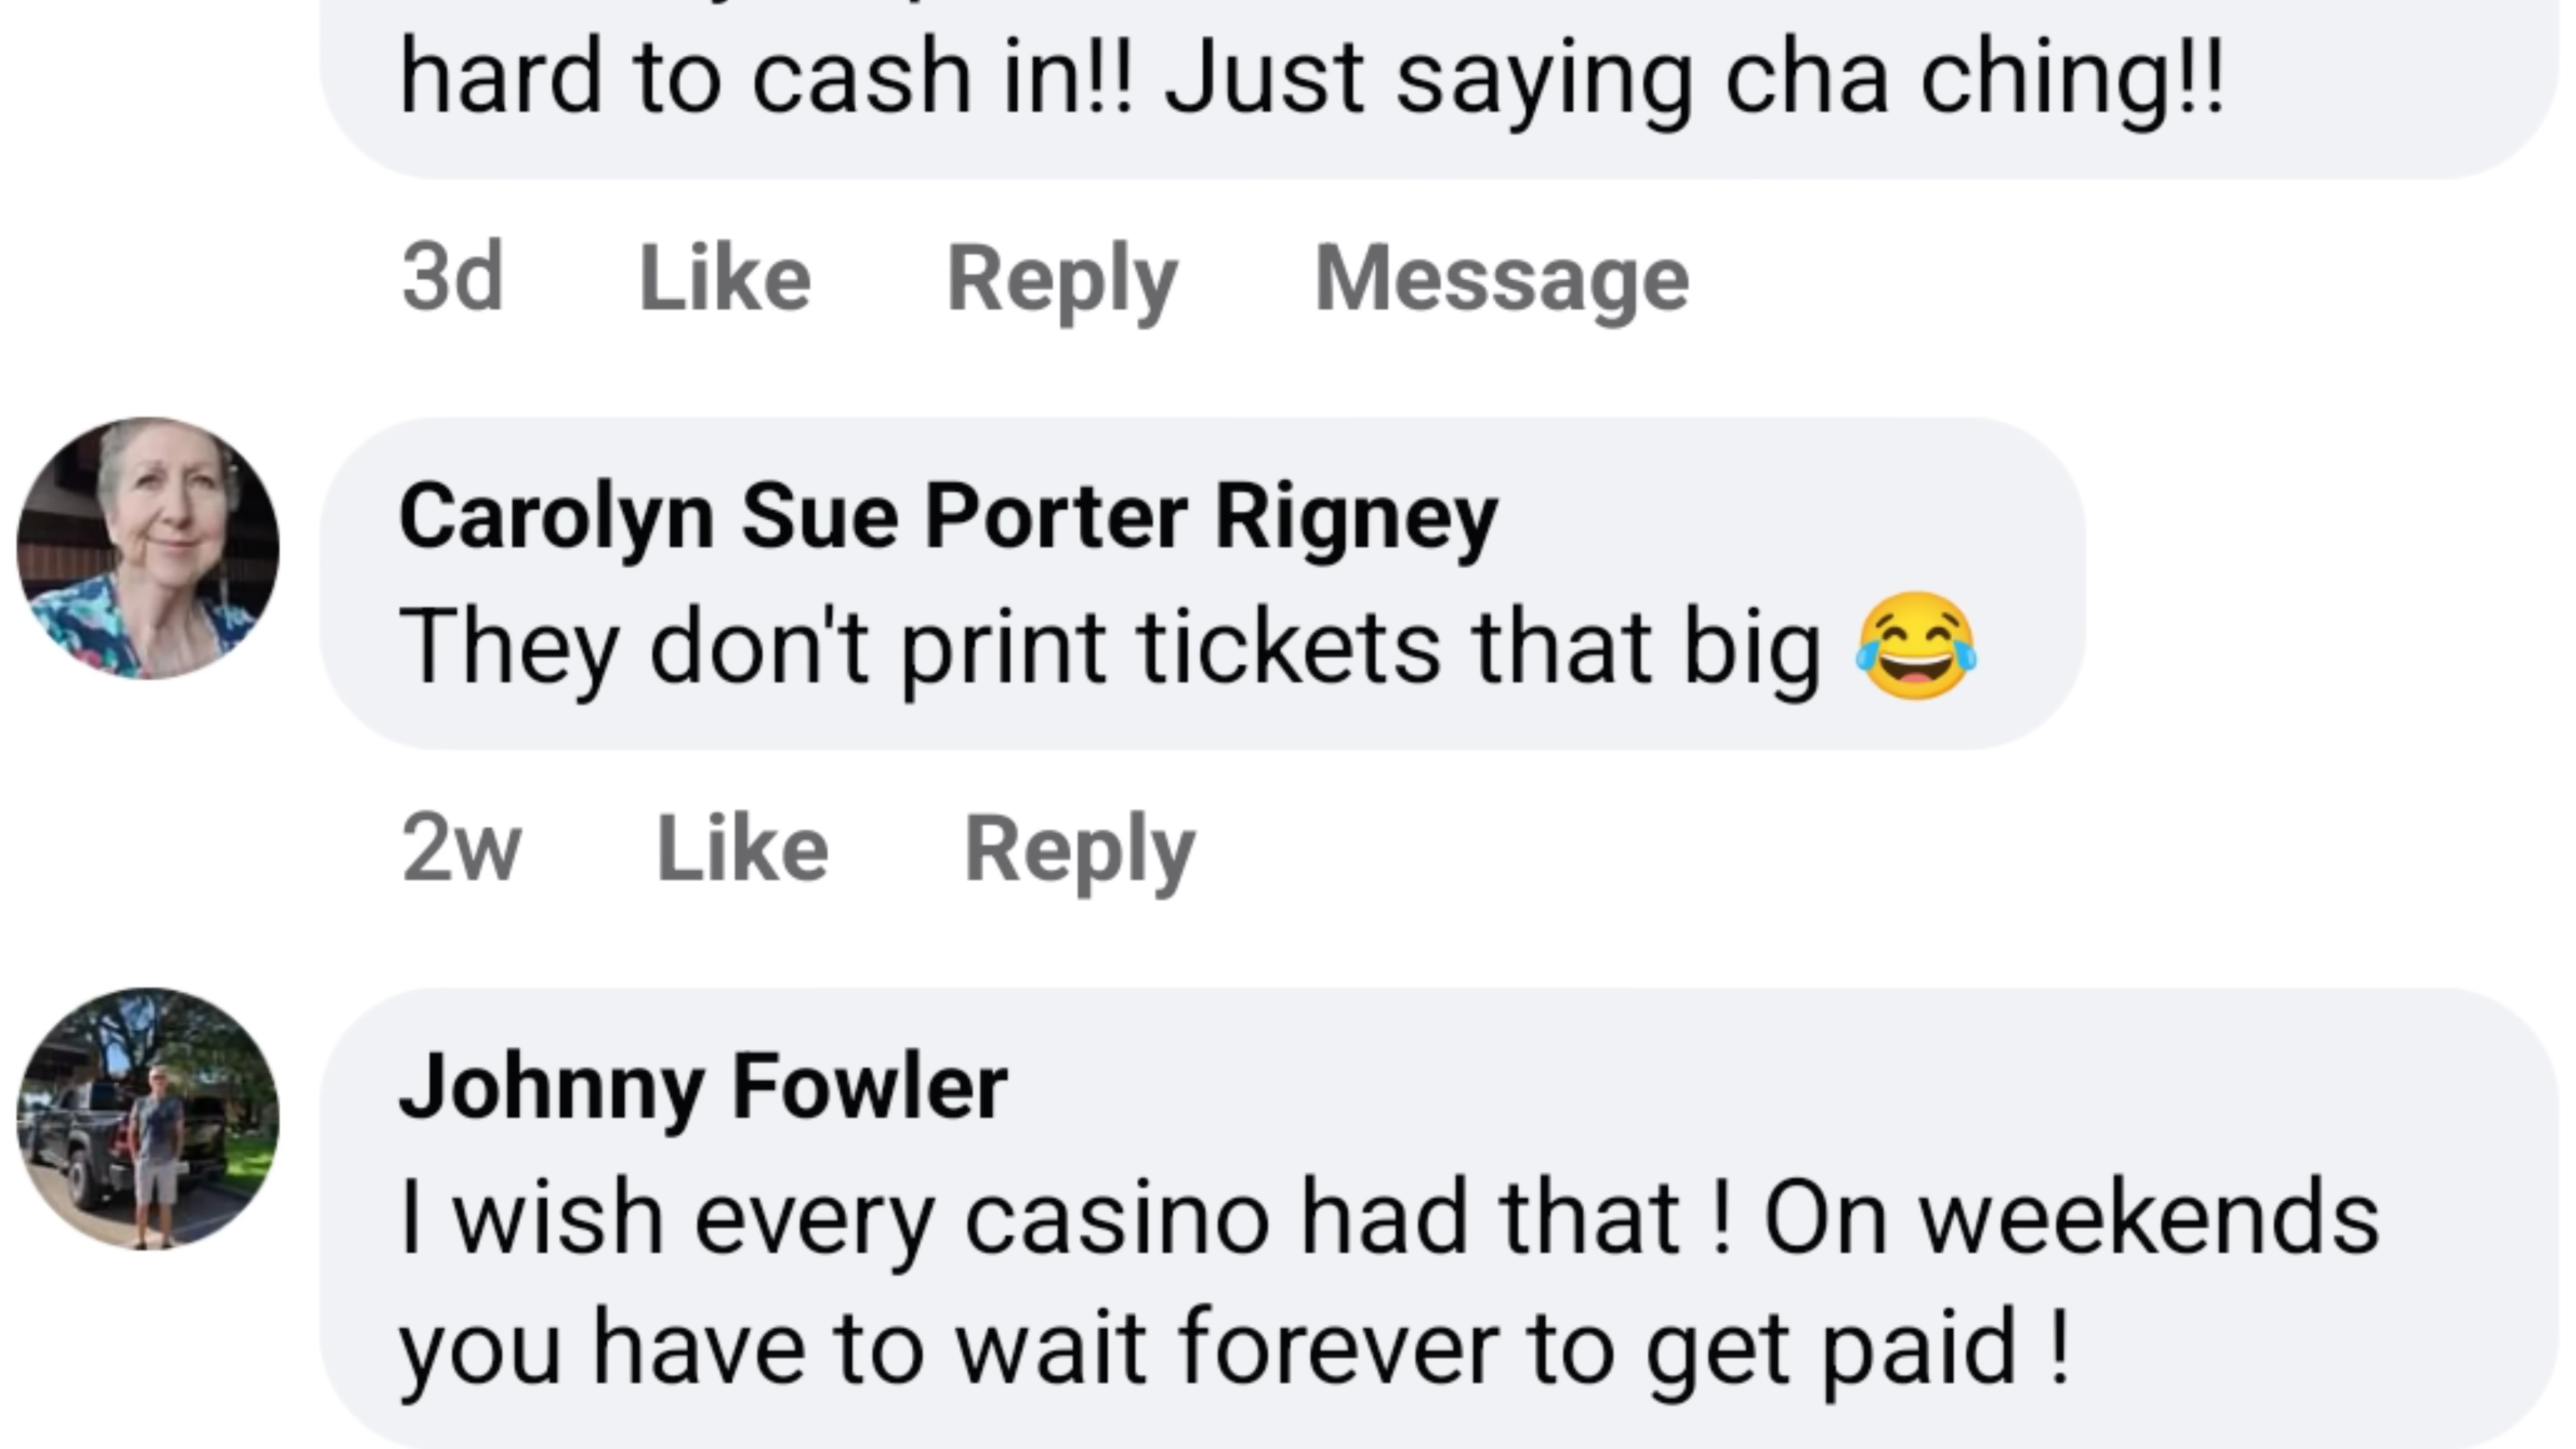 hard to cash in!! Just saying cha ching!!
3d Like Reply Message
Carolyn Sue Porter Rigney
They don't print tickets that big 😂
2w Like Reply
Johnny Fowler
I wish every casino had that ! On weekends
you have to wait forever to get paid !